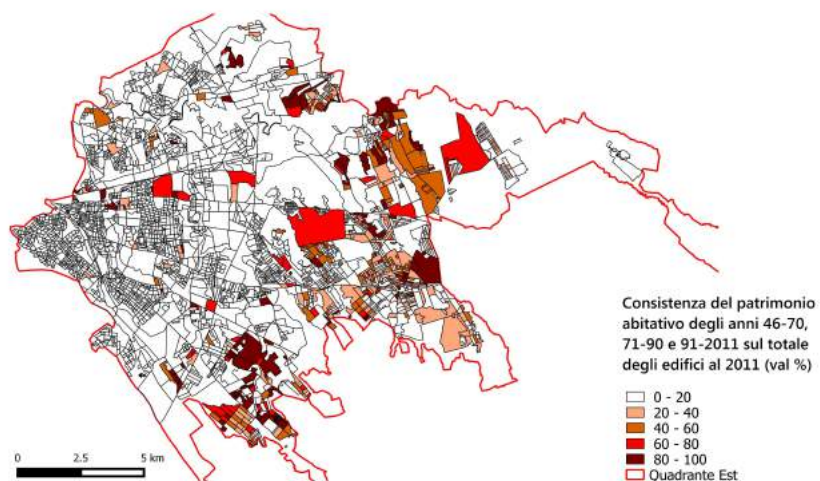 Consistenza del patrimonio
abitativo degli anni 46-70,
71-90 e 91-2011 sul totale
degli edifici al 2011 (val %)
0 - 20
20 - 40
40 - 60
60 - 80
80 - 100
Quadrante Est
0 2.5 5 km